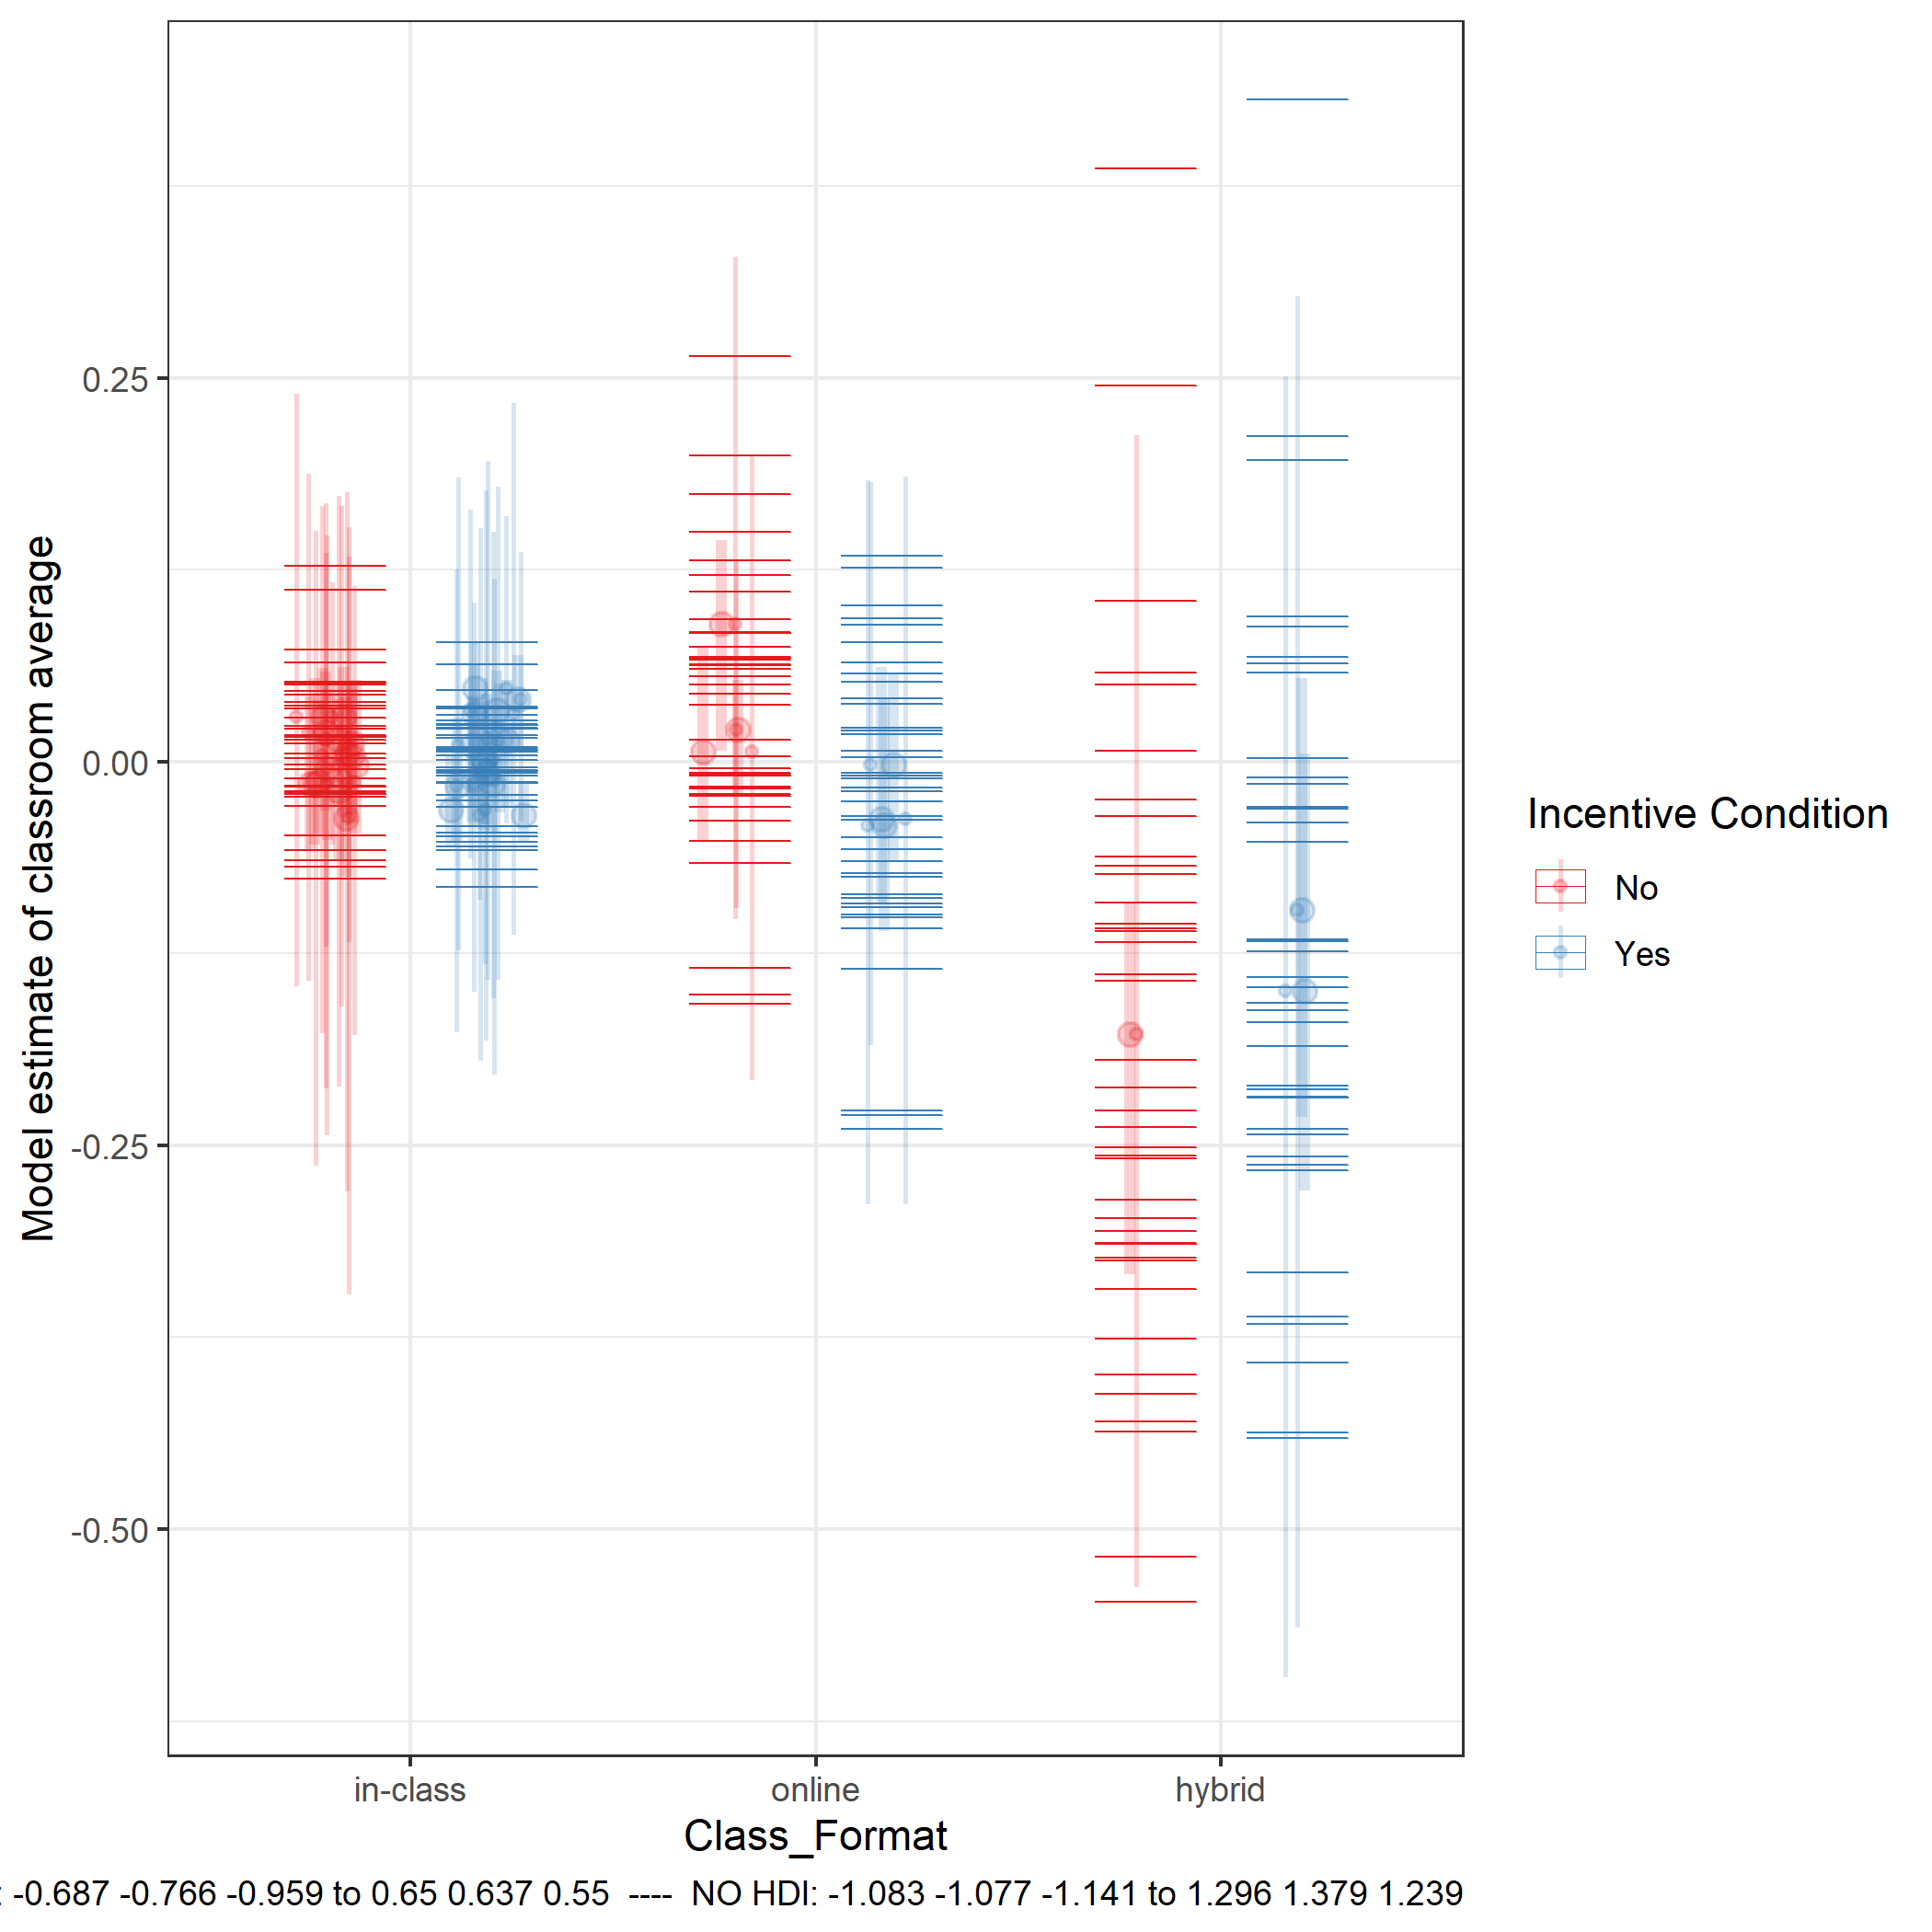 Model estimate of classroom average
0.25
0.00
-0.25
-0.50
in-class
online
hybrid
Class_Format
Incentive Condition
No
Yes
: -0.687 -0.766 -0.959 to 0.65 0.637 0.55 ---- NO HDI: -1.083 -1.077 -1.141 to 1.296 1.379 1.239